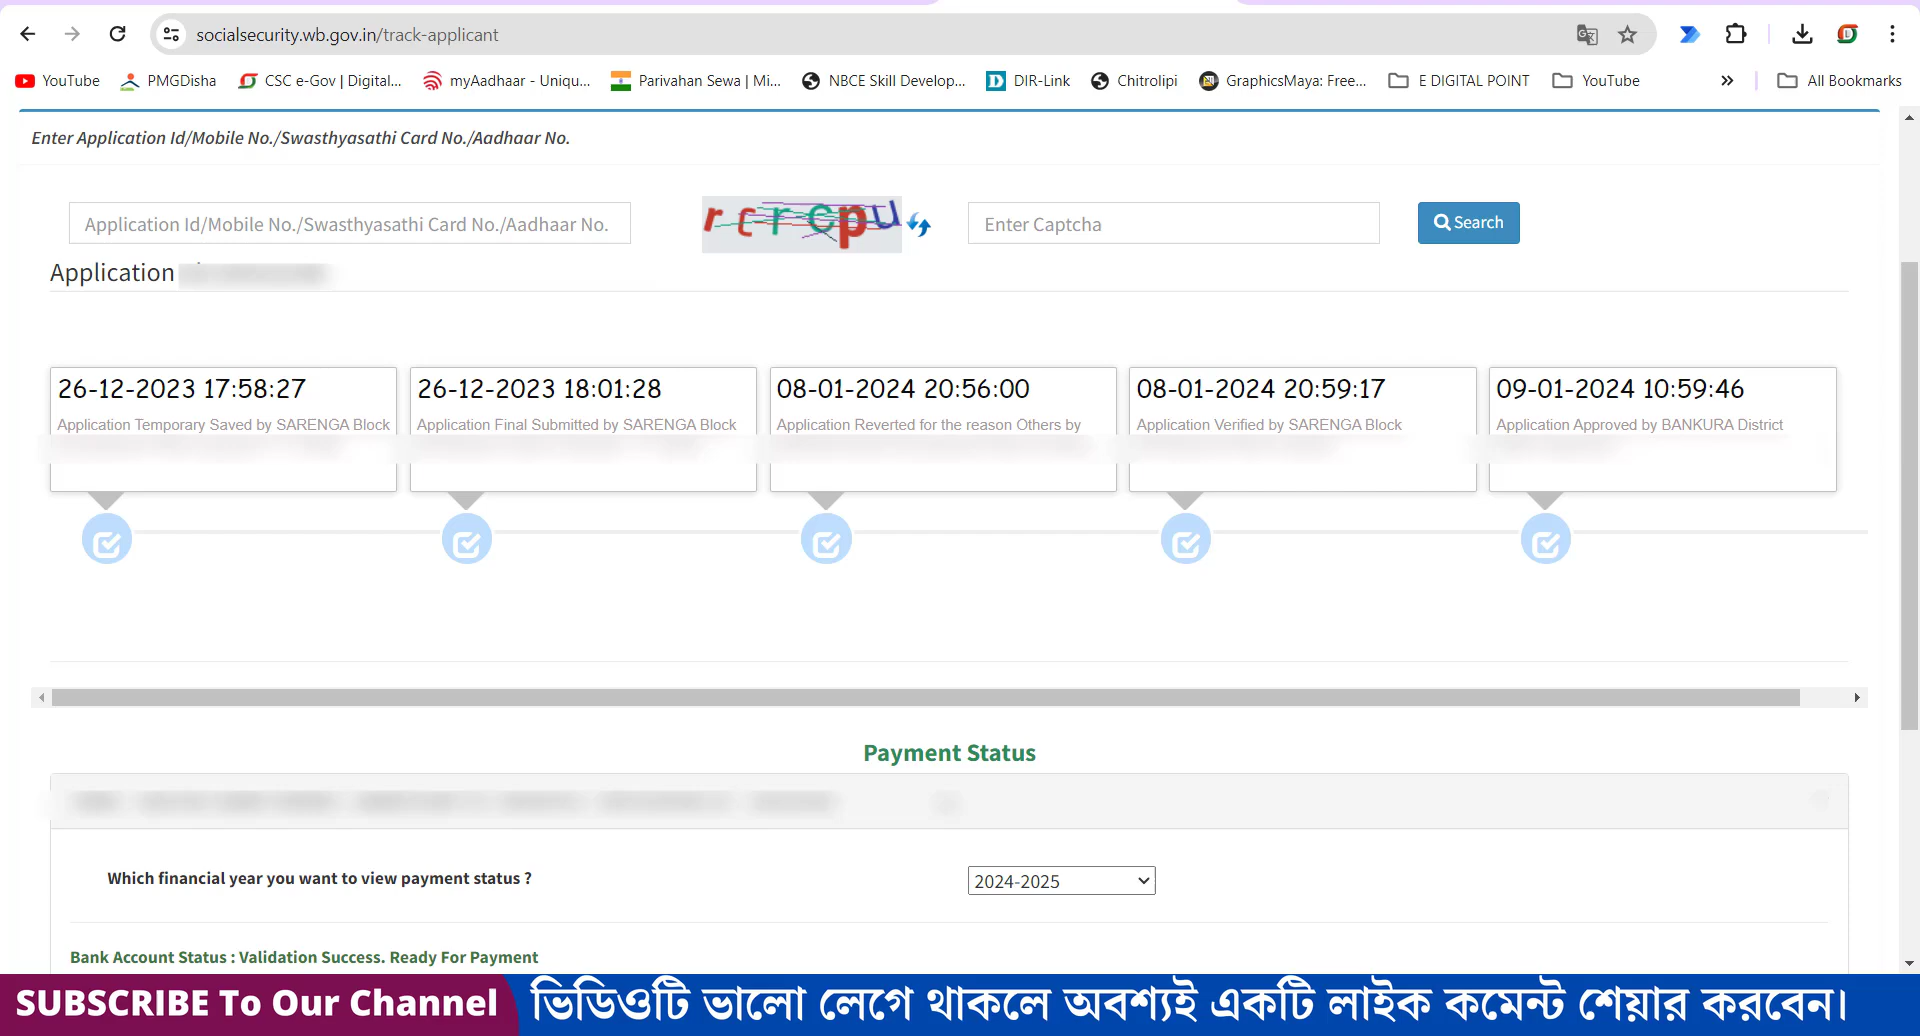 socialsecurity.wb.gov.in/track-applicant
YouTube PMGDisha CSC e-Gov | Digital... myAadhaar - Uniqu... Parivahan Sewa | Mi... NBCE Skill Develop... DIR-Link Chitrolipi GraphicsMaya: Free... E DIGITAL POINT YouTube » All Bookmarks
Enter Application Id/Mobile No./Swasthyasathi Card No./Aadhaar No.
Application Id/Mobile No./Swasthyasathi Card No./Aadhaar No. rcrcpu Enter Captcha Search
Application
26-12-2023 17:58:27 26-12-2023 18:01:28 08-01-2024 20:56:00 08-01-2024 20:59:17 09-01-2024 10:59:46
Application Temporary Saved by SARENGA Block Application Final Submitted by SARENGA Block Application Reverted for the reason Others by Application Verified by SARENGA Block Application Approved by BANKURA District
Payment Status
Which financial year you want to view payment status ? 2024-2025
Bank Account Status : Validation Success. Ready For Payment
SUBSCRIBE To Our Channel ভিডিওটি ভালো লেগে থাকলে অবশ্যই একটি লাইক কমেন্ট শেয়ার করবেন।